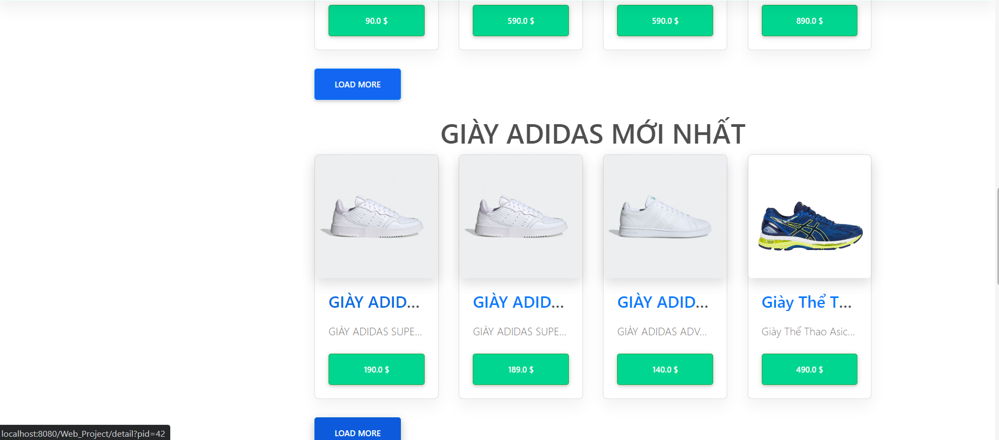 90.0 $
590.0 $
590.0 $
890.0 $
LOAD MORE
GIÀY ADIDAS MỚI NHẤT
GIÀY ADID...
GIÀY ADID...
GIÀY ADID...
Giày Thể T...
GIÀY ADIDAS SUPE...
GIÀY ADIDAS SUPE...
GIÀY ADIDAS ADV...
Giày Thể Thao Asic...
190.0 $
189.0 $
140.0 $
490.0 $
LOAD MORE
localhost:8080/Web_Project/detail?pid=42